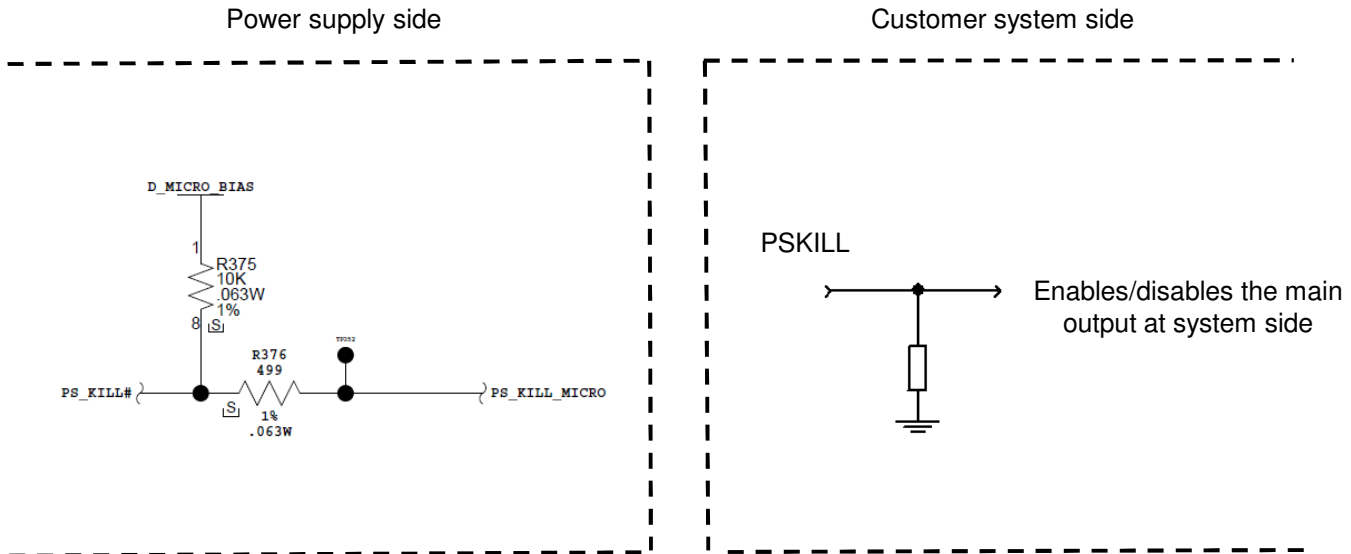 Power supply side
Customer system side
D_MICRO_BIAS
1
R375
10K
.063W
1%
8
S
R376
499
TP252
PS_KILL#
PS_KILL_MICRO
S
1%
.063W
PSKILL
Enables/disables the main
output at system side